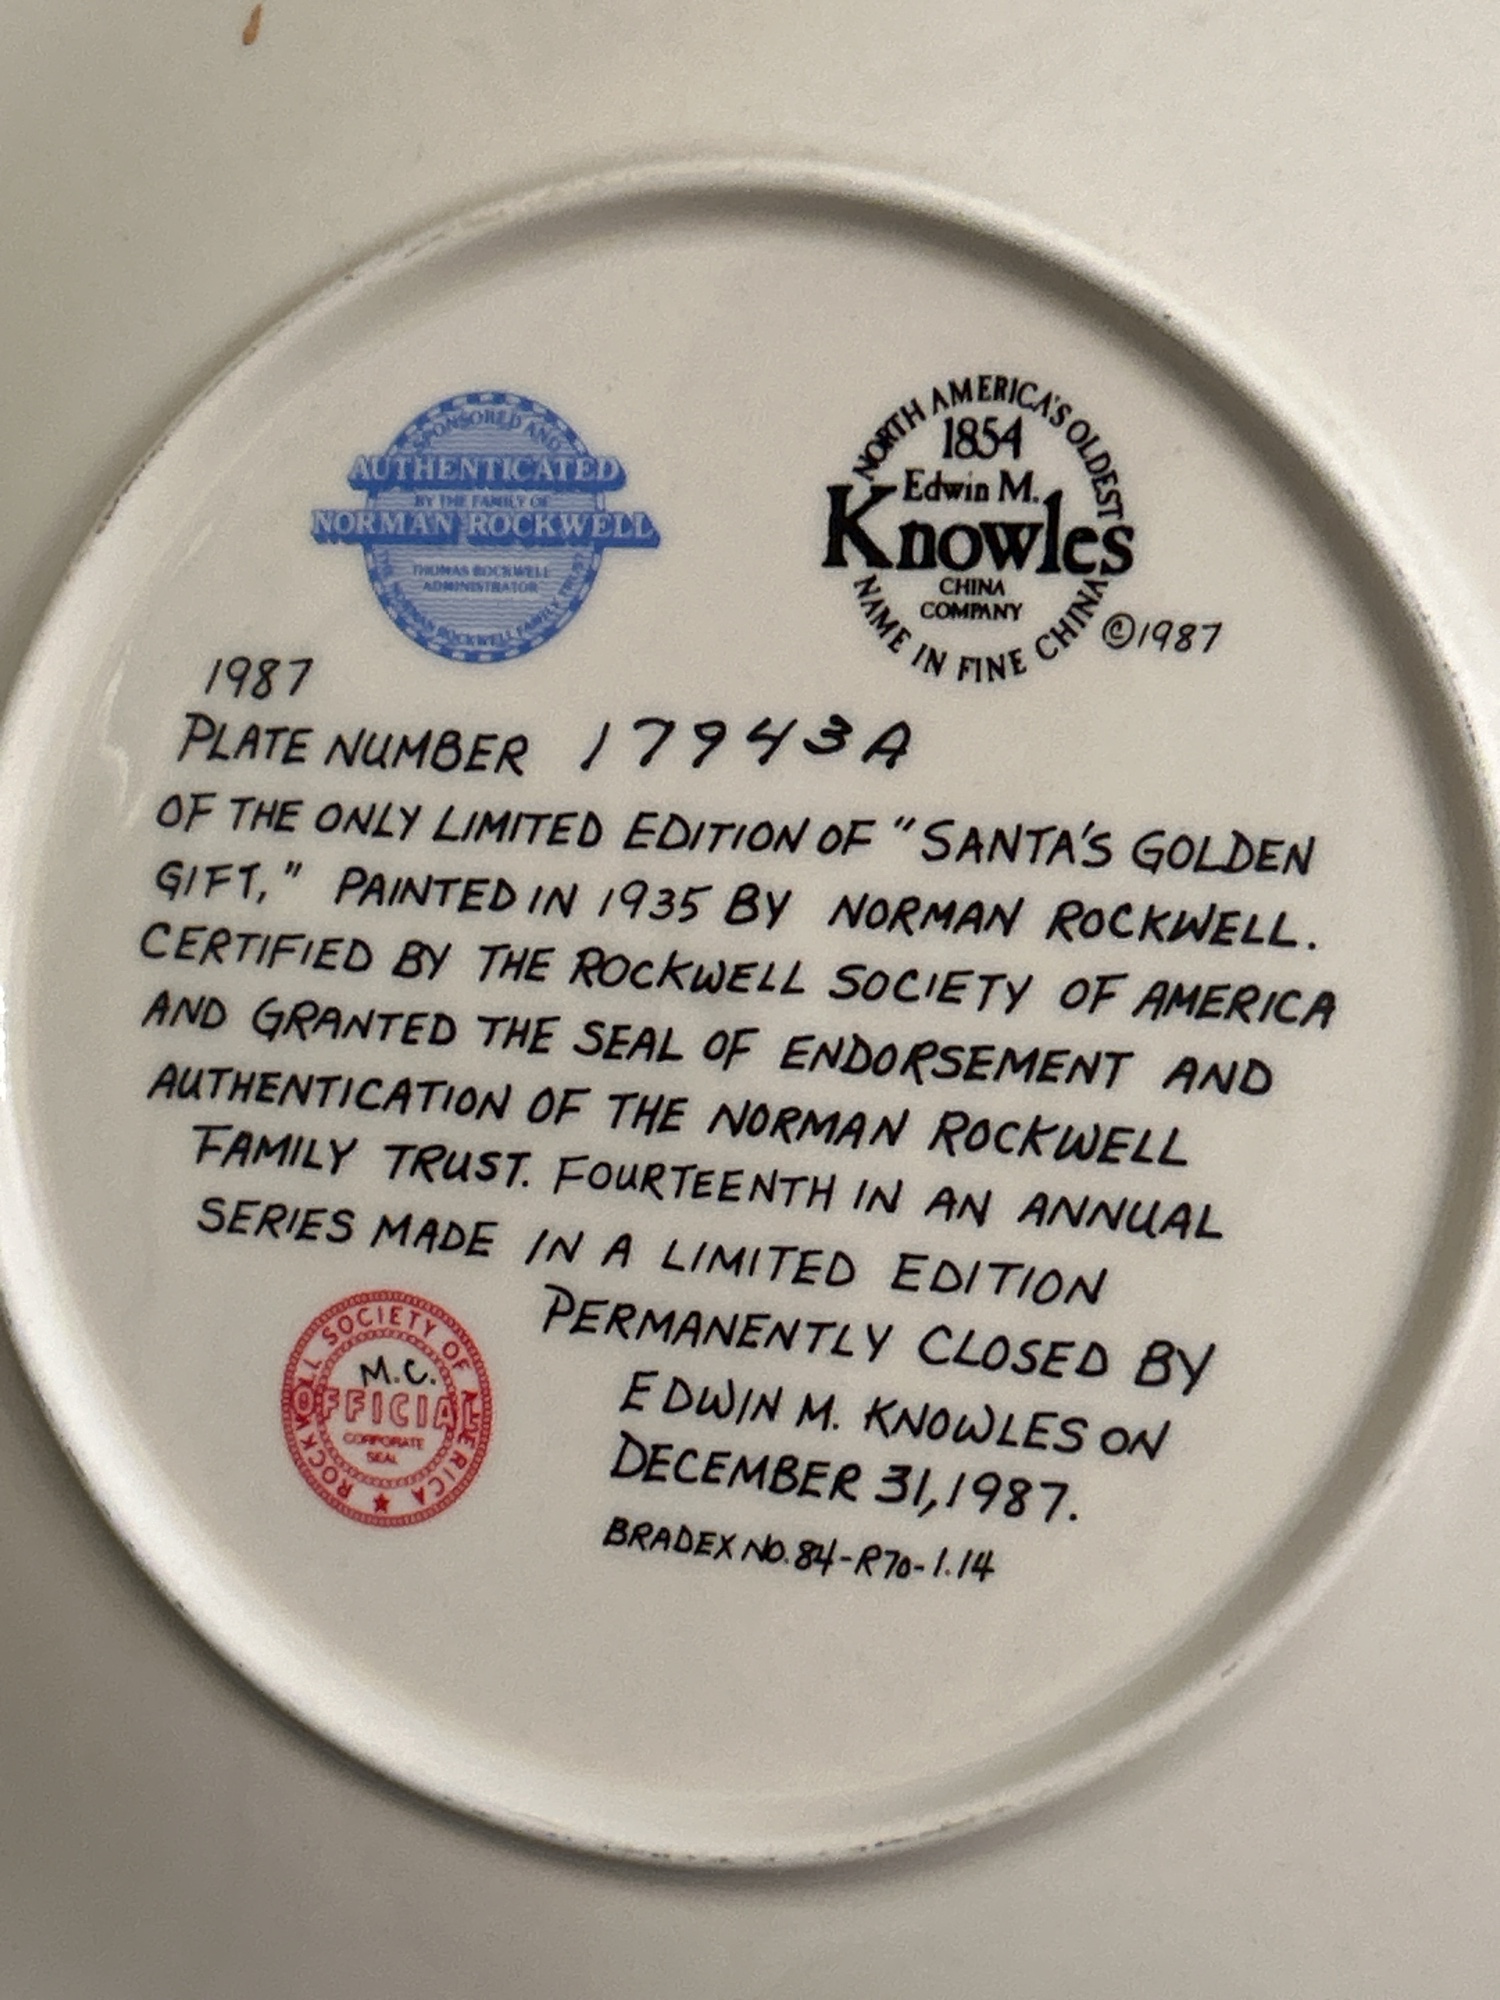 SPONSORED AND
AUTHENTICATED
BY THE FAMILY OF
NORMAN ROCKWELL
THOMAS ROCKWELL
ADMINISTRATOR
THE NORMAN ROCKWELL FAMILY TRUST
NORTH AMERICA'S OLDEST
1854
Edwin M.
Knowles
CHINA
COMPANY
NAME IN FINE CHINA
©1987
1987
PLATE NUMBER 17943A
OF THE ONLY LIMITED EDITION OF "SANTA'S GOLDEN
GIFT," PAINTED IN 1935 BY NORMAN ROCKWELL.
CERTIFIED BY THE ROCKWELL SOCIETY OF AMERICA
AND GRANTED THE SEAL OF ENDORSEMENT AND
AUTHENTICATION OF THE NORMAN ROCKWELL
FAMILY TRUST. FOURTEENTH IN AN ANNUAL
SERIES MADE IN A LIMITED EDITION
PERMANENTLY CLOSED BY
EDWIN M. KNOWLES ON
DECEMBER 31, 1987.
BRADEX NO. 84-R70-1.14
ROCKWELL SOCIETY OF AMERICA
M.C.
OFFICIAL
CORPORATE
SEAL